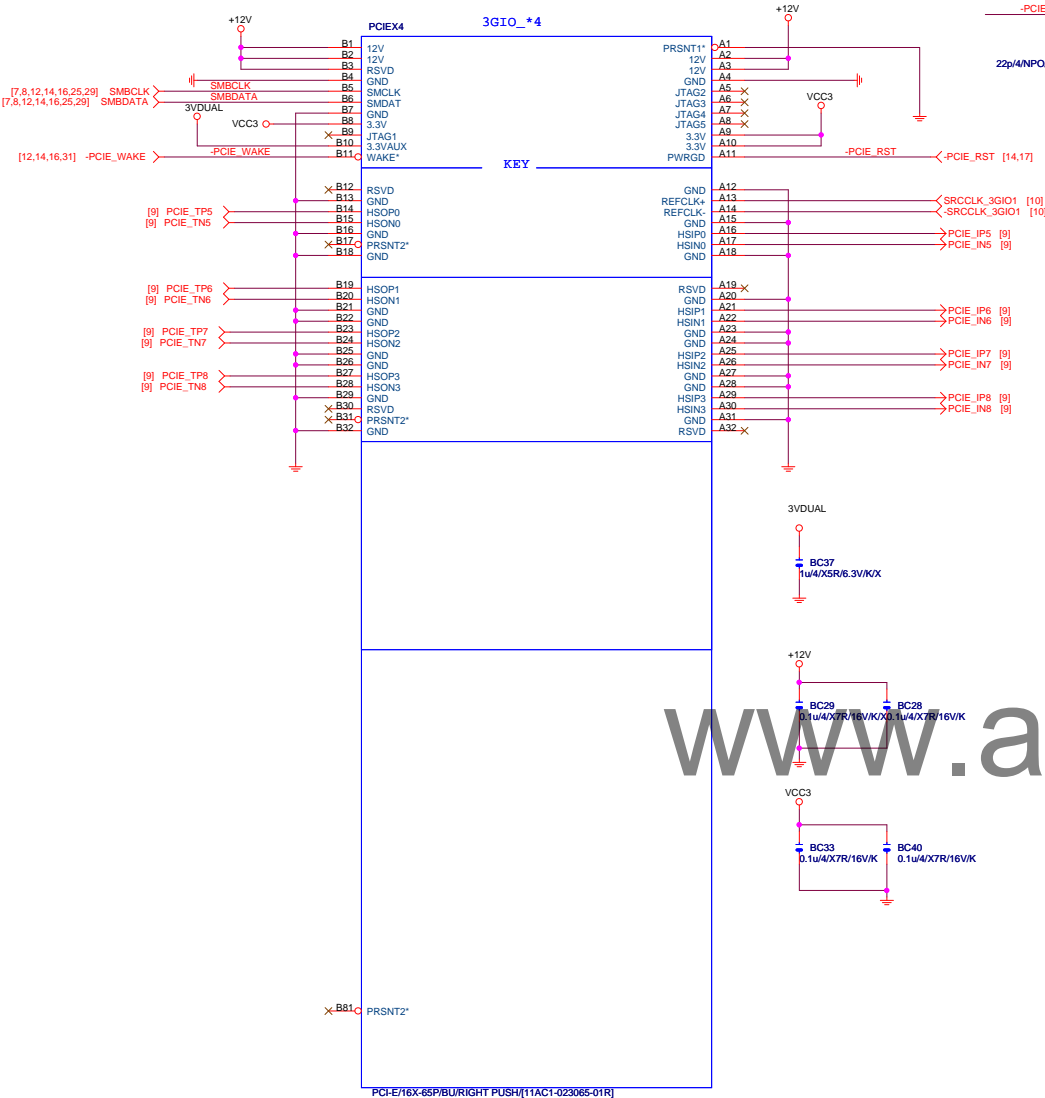 +12V
PCIEX4
3GIO_*4
+12V
-PCIE
22p/4/NPO
B1 12V
B2 12V
B3 RSVD
B4 GND
[7,8,12,14,16,25,29] SMBCLK SMBCLK B5 SMCLK
[7,8,12,14,16,25,29] SMBDATA SMBDATA B6 SMDAT
3VDUAL
B7 GND
VCC3 B8 3.3V
B9 JTAG1
B10 3.3VAUX
[12,14,16,31] -PCIE_WAKE -PCIE_WAKE B11 WAKE*
PRSNT1* A1
12V A2
12V A3
GND A4
JTAG2 A5
JTAG3 A6
JTAG4 A7
JTAG5 A8
VCC3
3.3V A9
3.3V A10
PWRGD A11 -PCIE_RST -PCIE_RST [14,17]
KEY
B12 RSVD
B13 GND
[9] PCIE_TP5 B14 HSOP0
[9] PCIE_TN5 B15 HSON0
B16 GND
B17 PRSNT2*
B18 GND
GND A12
REFCLK+ A13 SRCCLK_3GIO1 [10]
REFCLK- A14 -SRCCLK_3GIO1 [10]
GND A15
HSIP0 A16 PCIE_IP5 [9]
HSIN0 A17 PCIE_IN5 [9]
GND A18
[9] PCIE_TP6 B19 HSOP1
[9] PCIE_TN6 B20 HSON1
B21 GND
B22 GND
[9] PCIE_TP7 B23 HSOP2
[9] PCIE_TN7 B24 HSON2
B25 GND
B26 GND
[9] PCIE_TP8 B27 HSOP3
[9] PCIE_TN8 B28 HSON3
B29 GND
B30 RSVD
B31 PRSNT2*
B32 GND
RSVD A19
GND A20
HSIP1 A21 PCIE_IP6 [9]
HSIN1 A22 PCIE_IN6 [9]
GND A23
GND A24
HSIP2 A25 PCIE_IP7 [9]
HSIN2 A26 PCIE_IN7 [9]
GND A27
GND A28
HSIP3 A29 PCIE_IP8 [9]
HSIN3 A30 PCIE_IN8 [9]
GND A31
RSVD A32
3VDUAL
BC37
1u/4/X5R/6.3V/K/X
+12V
BC29
0.1u/4/X7R/16V/K/X
BC28
0.1u/4/X7R/16V/K
www.a
VCC3
BC33
0.1u/4/X7R/16V/K
BC40
0.1u/4/X7R/16V/K
B81 PRSNT2*
PCI-E/16X-65P/BU/RIGHT PUSH/[11AC1-023065-01R]